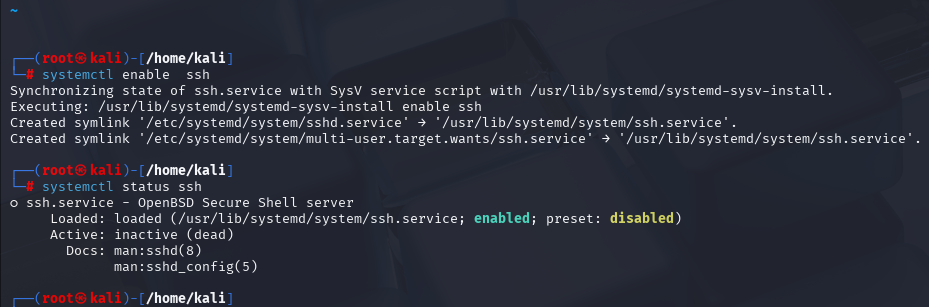 ~
┌──(root㉿kali)-[/home/kali]
└─# systemctl enable  ssh
Synchronizing state of ssh.service with SysV service script with /usr/lib/systemd/systemd-sysv-install.
Executing: /usr/lib/systemd/systemd-sysv-install enable ssh
Created symlink '/etc/systemd/system/sshd.service' → '/usr/lib/systemd/system/ssh.service'.
Created symlink '/etc/systemd/system/multi-user.target.wants/ssh.service' → '/usr/lib/systemd/system/ssh.service'.
┌──(root㉿kali)-[/home/kali]
└─# systemctl status ssh
○ ssh.service - OpenBSD Secure Shell server
     Loaded: loaded (/usr/lib/systemd/system/ssh.service; enabled; preset: disabled)
     Active: inactive (dead)
       Docs: man:sshd(8)
             man:sshd_config(5)
┌──(root㉿kali)-[/home/kali]